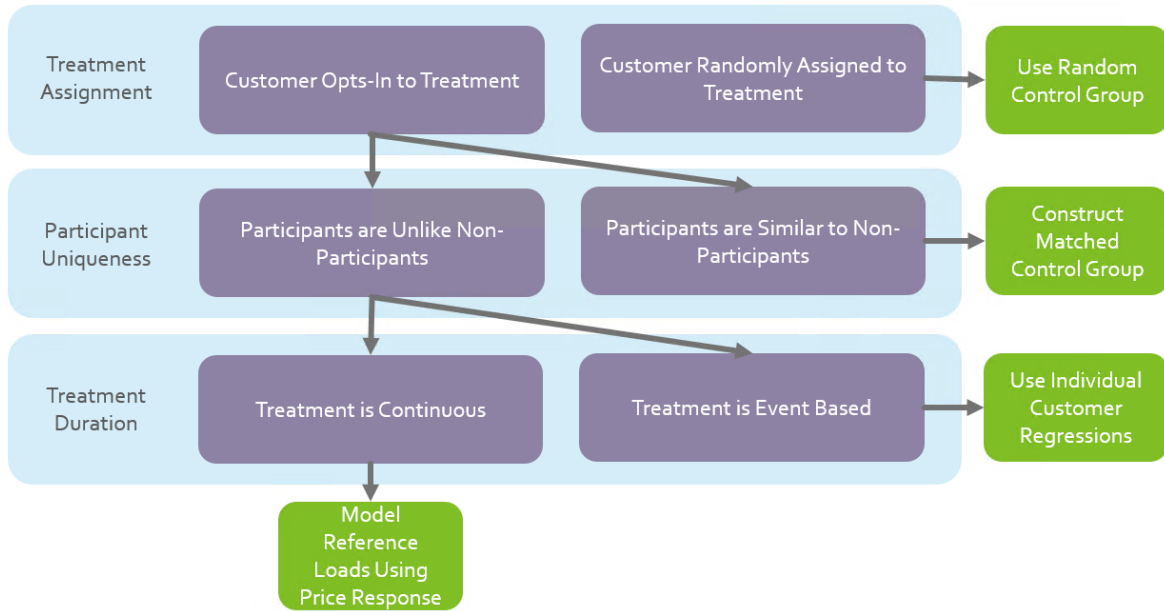 Treatment
Assignment
Customer Opts-In to Treatment
Customer Randomly Assigned to
Treatment
Use Random
Control Group
Participant
Uniqueness
Participants are Unlike Non-
Participants
Participants are Similar to Non-
Participants
Construct
Matched
Control Group
Treatment
Duration
Treatment is Continuous
Treatment is Event Based
Use Individual
Customer
Regressions
Model
Reference
Loads Using
Price Response